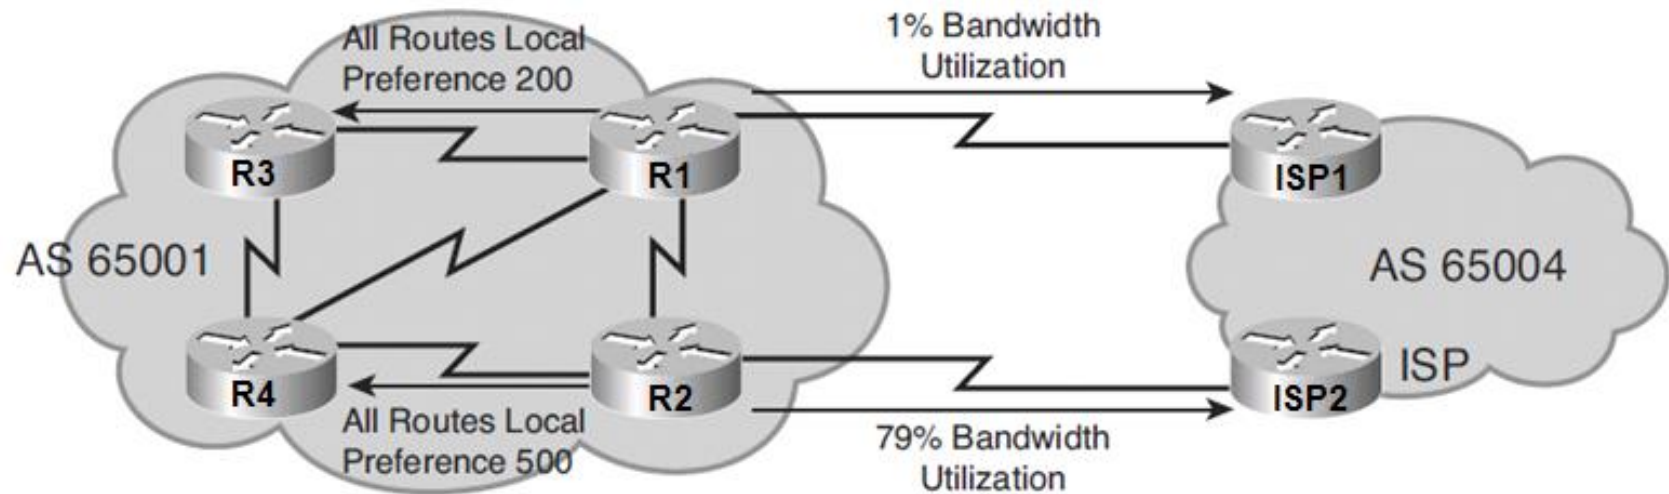 All Routes Local
Preference 200
1% Bandwidth
Utilization
R3
R1
ISP1
AS 65001
AS 65004
R4
R2
ISP2
ISP
All Routes Local
Preference 500
79% Bandwidth
Utilization